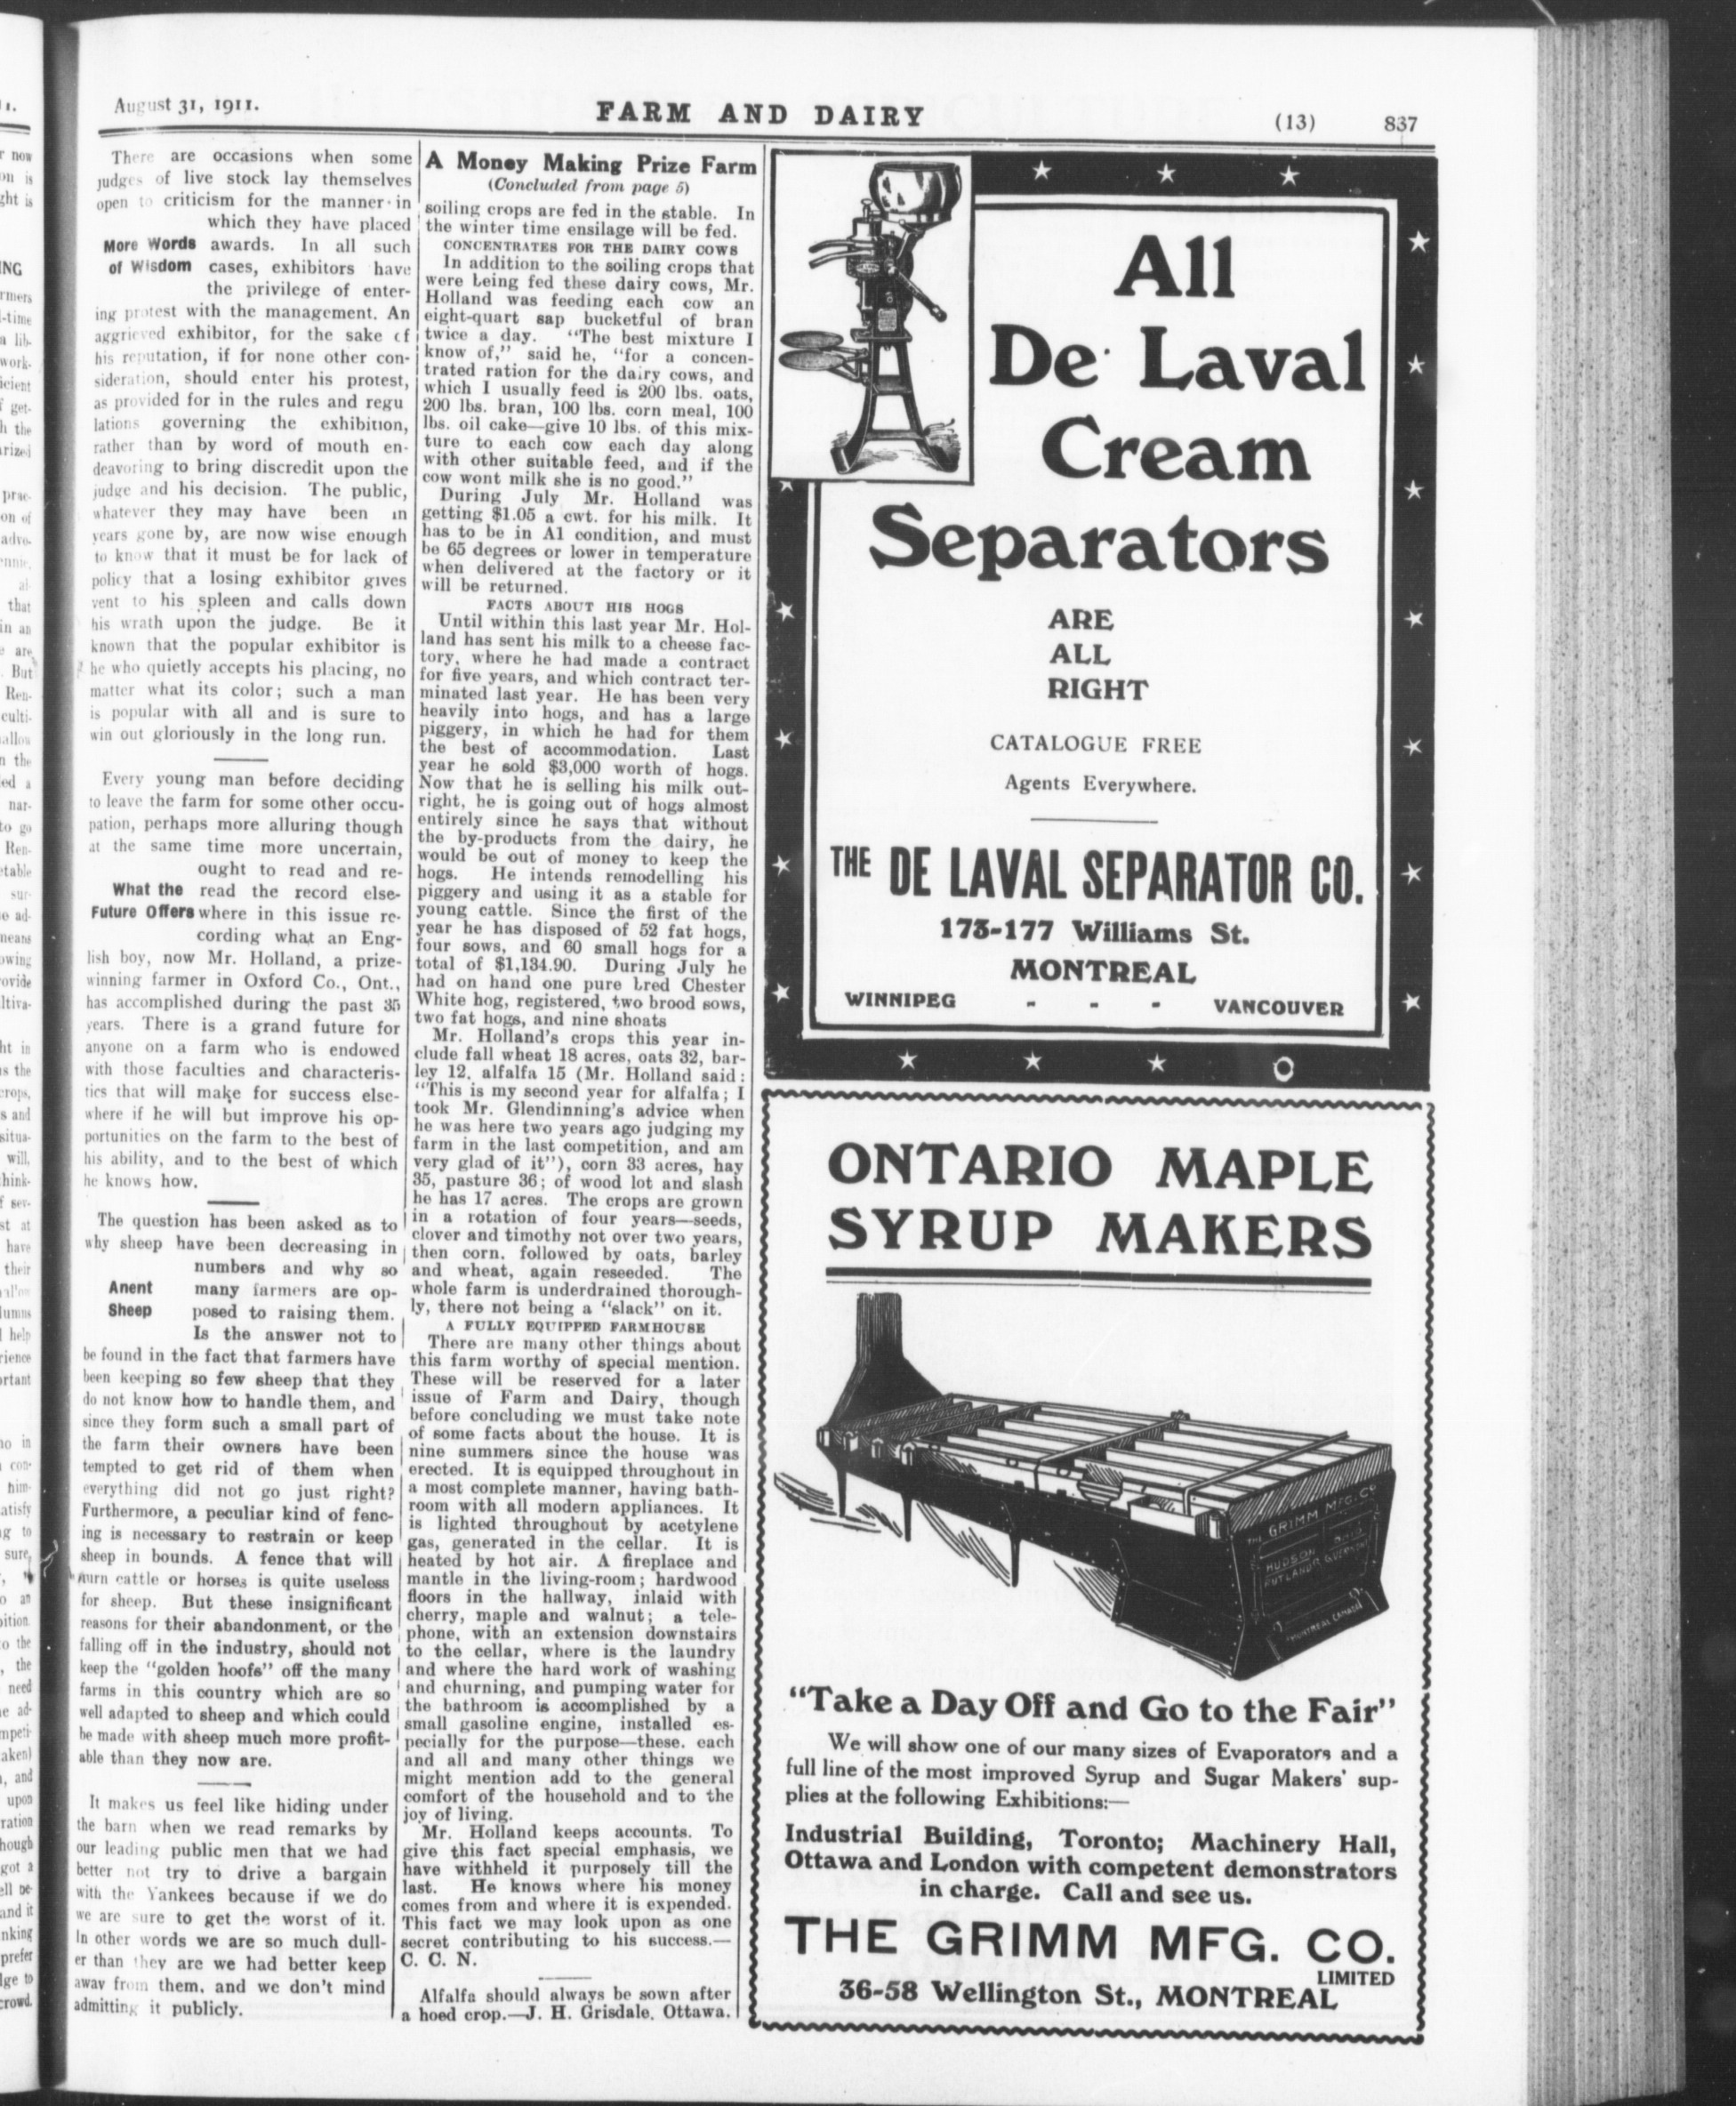 August 31, 1911.
FARM AND DAIRY
(13) 837
There are occasions when some
judges of live stock lay themselves
open to criticism for the manner in
which they have placed
More Words awards. In all such
of Wisdom cases, exhibitors have
the privilege of enter-
ing protest with the management. An
aggrieved exhibitor, for the sake of
his reputation, if for none other con-
sideration, should enter his protest,
as provided for in the rules and regu
lations governing the exhibition,
rather than by word of mouth en-
deavoring to bring discredit upon the
judge and his decision. The public,
whatever they may have been in
years gone by, are now wise enough
to know that it must be for lack of
policy that a losing exhibitor gives
vent to his spleen and calls down
his wrath upon the judge. Be it
known that the popular exhibitor is
he who quietly accepts his placing, no
matter what its color; such a man
is popular with all and is sure to
win out gloriously in the long run.
Every young man before deciding
to leave the farm for some other occu-
pation, perhaps more alluring though
at the same time more uncertain,
ought to read and re-
What the read the record else-
Future Offers where in this issue re-
cording what an Eng-
lish boy, now Mr. Holland, a prize-
winning farmer in Oxford Co., Ont.,
has accomplished during the past 35
years. There is a grand future for
anyone on a farm who is endowed
with those faculties and characteris-
tics that will make for success else-
where if he will but improve his op-
portunities on the farm to the best of
his ability, and to the best of which
he knows how.
The question has been asked as to
why sheep have been decreasing in
numbers and why so
Anent many farmers are op-
Sheep posed to raising them.
Is the answer not to
be found in the fact that farmers have
been keeping so few sheep that they
do not know how to handle them, and
since they form such a small part of
the farm their owners have been
tempted to get rid of them when
everything did not go just right?
Furthermore, a peculiar kind of fenc-
ing is necessary to restrain or keep
sheep in bounds. A fence that will
turn cattle or horses is quite useless
for sheep. But these insignificant
reasons for their abandonment, or the
falling off in the industry, should not
keep the "golden hoofs" off the many
farms in this country which are so
well adapted to sheep and which could
be made with sheep much more profit-
able than they now are.
It makes us feel like hiding under
the barn when we read remarks by
our leading public men that we had
better not try to drive a bargain
with the Yankees because if we do
we are sure to get the worst of it.
In other words we are so much dull-
er than they are we had better keep
away from them, and we don't mind
admitting it publicly.
A Money Making Prize Farm
(Concluded from page 5)
soiling crops are fed in the stable. In
the winter time ensilage will be fed.
CONCENTRATES FOR THE DAIRY COWS
In addition to the soiling crops that
were being fed these dairy cows, Mr.
Holland was feeding each cow an
eight-quart sap bucketful of bran
twice a day. "The best mixture I
know of," said he, "for a concen-
trated ration for the dairy cows, and
which I usually feed is 200 lbs. oats,
200 lbs. bran, 100 lbs. corn meal, 100
lbs. oil cake—give 10 lbs. of this mix-
ture to each cow each day along
with other suitable feed, and if the
cow wont milk she is no good."
During July Mr. Holland was
getting $1.05 a cwt. for his milk. It
has to be in A1 condition, and must
be 65 degrees or lower in temperature
when delivered at the factory or it
will be returned.
FACTS ABOUT HIS HOGS
Until within this last year Mr. Hol-
land has sent his milk to a cheese fac-
tory, where he had made a contract
for five years, and which contract ter-
minated last year. He has been very
heavily into hogs, and has a large
piggery, in which he had for them
the best of accommodation. Last
year he sold $3,000 worth of hogs.
Now that he is selling his milk out-
right, he is going out of hogs almost
entirely since he says that without
the by-products from the dairy, he
would be out of money to keep the
hogs. He intends remodelling his
piggery and using it as a stable for
young cattle. Since the first of the
year he has disposed of 52 fat hogs,
four sows, and 60 small hogs for a
total of $1,134.90. During July he
had on hand one pure bred Chester
White hog, registered, two brood sows,
two fat hogs, and nine shoats
Mr. Holland's crops this year in-
clude fall wheat 18 acres, oats 32, bar-
ley 12, alfalfa 15 (Mr. Holland said:
"This is my second year for alfalfa; I
took Mr. Glendinning's advice when
he was here two years ago judging my
farm in the last competition, and am
very glad of it"), corn 33 acres, hay
35, pasture 36; of wood lot and slash
he has 17 acres. The crops are grown
in a rotation of four years—seeds,
clover and timothy not over two years,
then corn, followed by oats, barley
and wheat, again reseeded. The
whole farm is underdrained thorough-
ly, there not being a "slack" on it.
A FULLY EQUIPPED FARMHOUSE
There are many other things about
this farm worthy of special mention.
These will be reserved for a later
issue of Farm and Dairy, though
before concluding we must take note
of some facts about the house. It is
nine summers since the house was
erected. It is equipped throughout in
a most complete manner, having bath-
room with all modern appliances. It
is lighted throughout by acetylene
gas, generated in the cellar. It is
heated by hot air. A fireplace and
mantle in the living-room; hardwood
floors in the hallway, inlaid with
cherry, maple and walnut; a tele-
phone, with an extension downstairs
to the cellar, where is the laundry
and where the hard work of washing
and churning, and pumping water for
the bathroom is accomplished by a
small gasoline engine, installed es-
pecially for the purpose—these, each
and all and many other things we
might mention add to the general
comfort of the household and to the
joy of living.
Mr. Holland keeps accounts. To
give this fact special emphasis, we
have withheld it purposely till the
last. He knows where his money
comes from and where it is expended.
This fact we may look upon as one
secret contributing to his success.—
C. C. N.
Alfalfa should always be sown after
a hoed crop.—J. H. Grisdale, Ottawa.
All
De Laval
Cream
Separators
ARE
ALL
RIGHT
CATALOGUE FREE
Agents Everywhere.
THE DE LAVAL SEPARATOR CO.
173-177 Williams St.
MONTREAL
WINNIPEG - - - VANCOUVER
ONTARIO MAPLE
SYRUP MAKERS
THE GRIMM MFG. CO
HUDSON OHIO
RUTLAND VERMONT
MONTREAL CANADA
"Take a Day Off and Go to the Fair"
We will show one of our many sizes of Evaporators and a
full line of the most improved Syrup and Sugar Makers' sup-
plies at the following Exhibitions:—
Industrial Building, Toronto; Machinery Hall,
Ottawa and London with competent demonstrators
in charge. Call and see us.
THE GRIMM MFG. CO.
LIMITED
36-58 Wellington St., MONTREAL